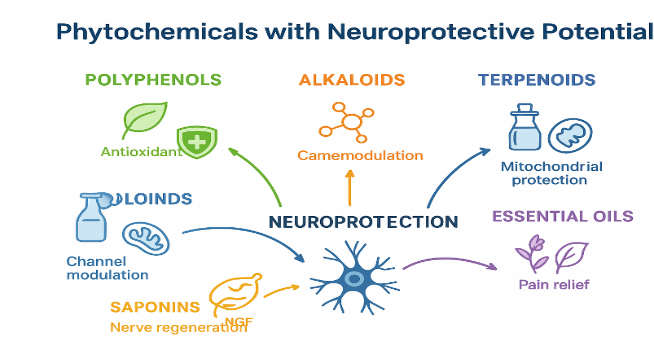 Phytochemicals with Neuroprotective Potential
POLYPHENOLS
Antioxidant
ALKALOIDS
Camemodulation
TERPENOIDS
Mitochondrial
protection
LOINDS
Channel
modulation
NEUROPROTECTION
ESSENTIAL OILS
Pain relief
SAPONINS
Nerve regeneration
NGF